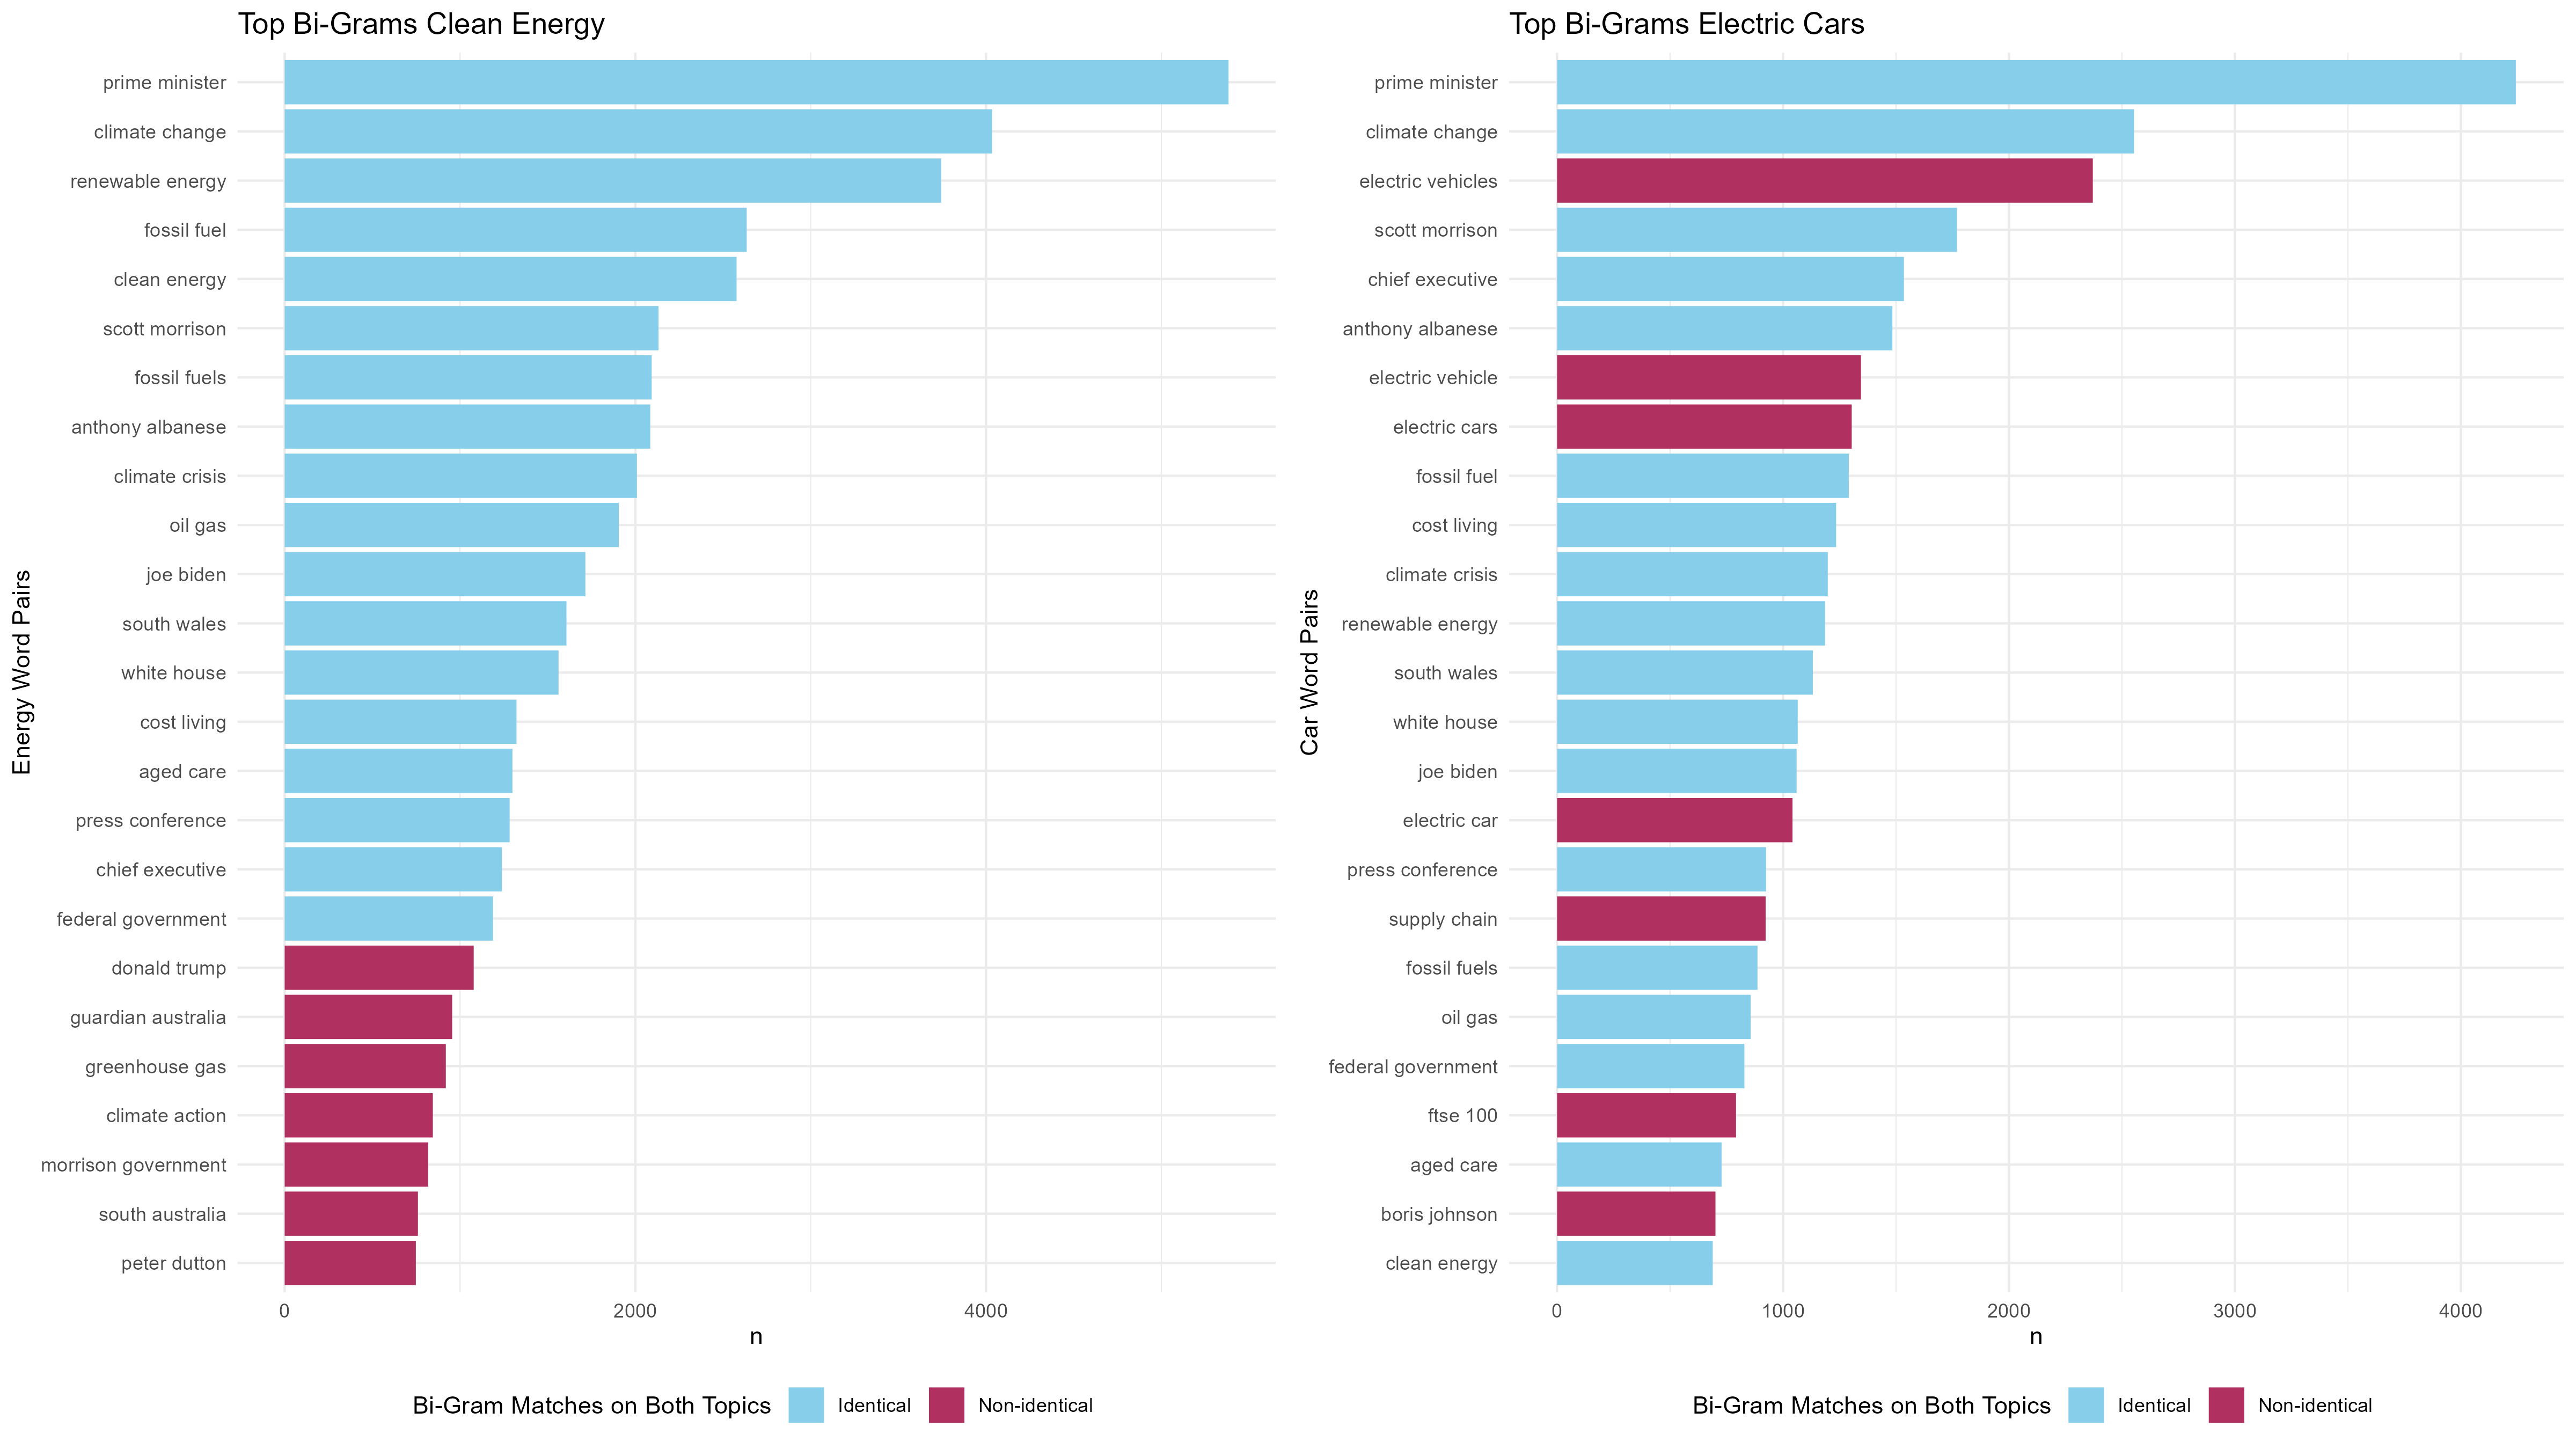 Top Bi-Grams Clean Energy
Energy Word Pairs
prime minister
climate change
renewable energy
fossil fuel
clean energy
scott morrison
fossil fuels
anthony albanese
climate crisis
oil gas
joe biden
south wales
white house
cost living
aged care
press conference
chief executive
federal government
donald trump
guardian australia
greenhouse gas
climate action
morrison government
south australia
peter dutton
0 2000 4000
n
Bi-Gram Matches on Both Topics Identical Non-identical
Top Bi-Grams Electric Cars
Car Word Pairs
prime minister
climate change
electric vehicles
scott morrison
chief executive
anthony albanese
electric vehicle
electric cars
fossil fuel
cost living
climate crisis
renewable energy
south wales
white house
joe biden
electric car
press conference
supply chain
fossil fuels
oil gas
federal government
ftse 100
aged care
boris johnson
clean energy
0 1000 2000 3000 4000
n
Bi-Gram Matches on Both Topics Identical Non-identical